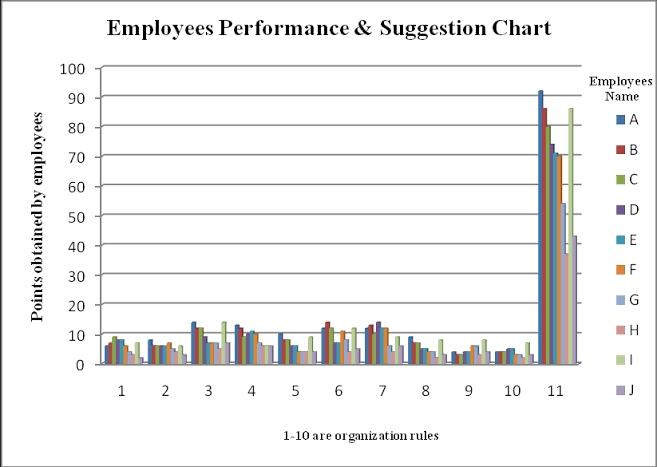 Employees Performance & Suggestion Chart
Points obtained by employees
100
90
80
70
60
50
40
30
20
10
0
1 2 3 4 5 6 7 8 9 10 11
1-10 are organization rules
Employees
Name
A
B
C
D
E
F
G
H
I
J